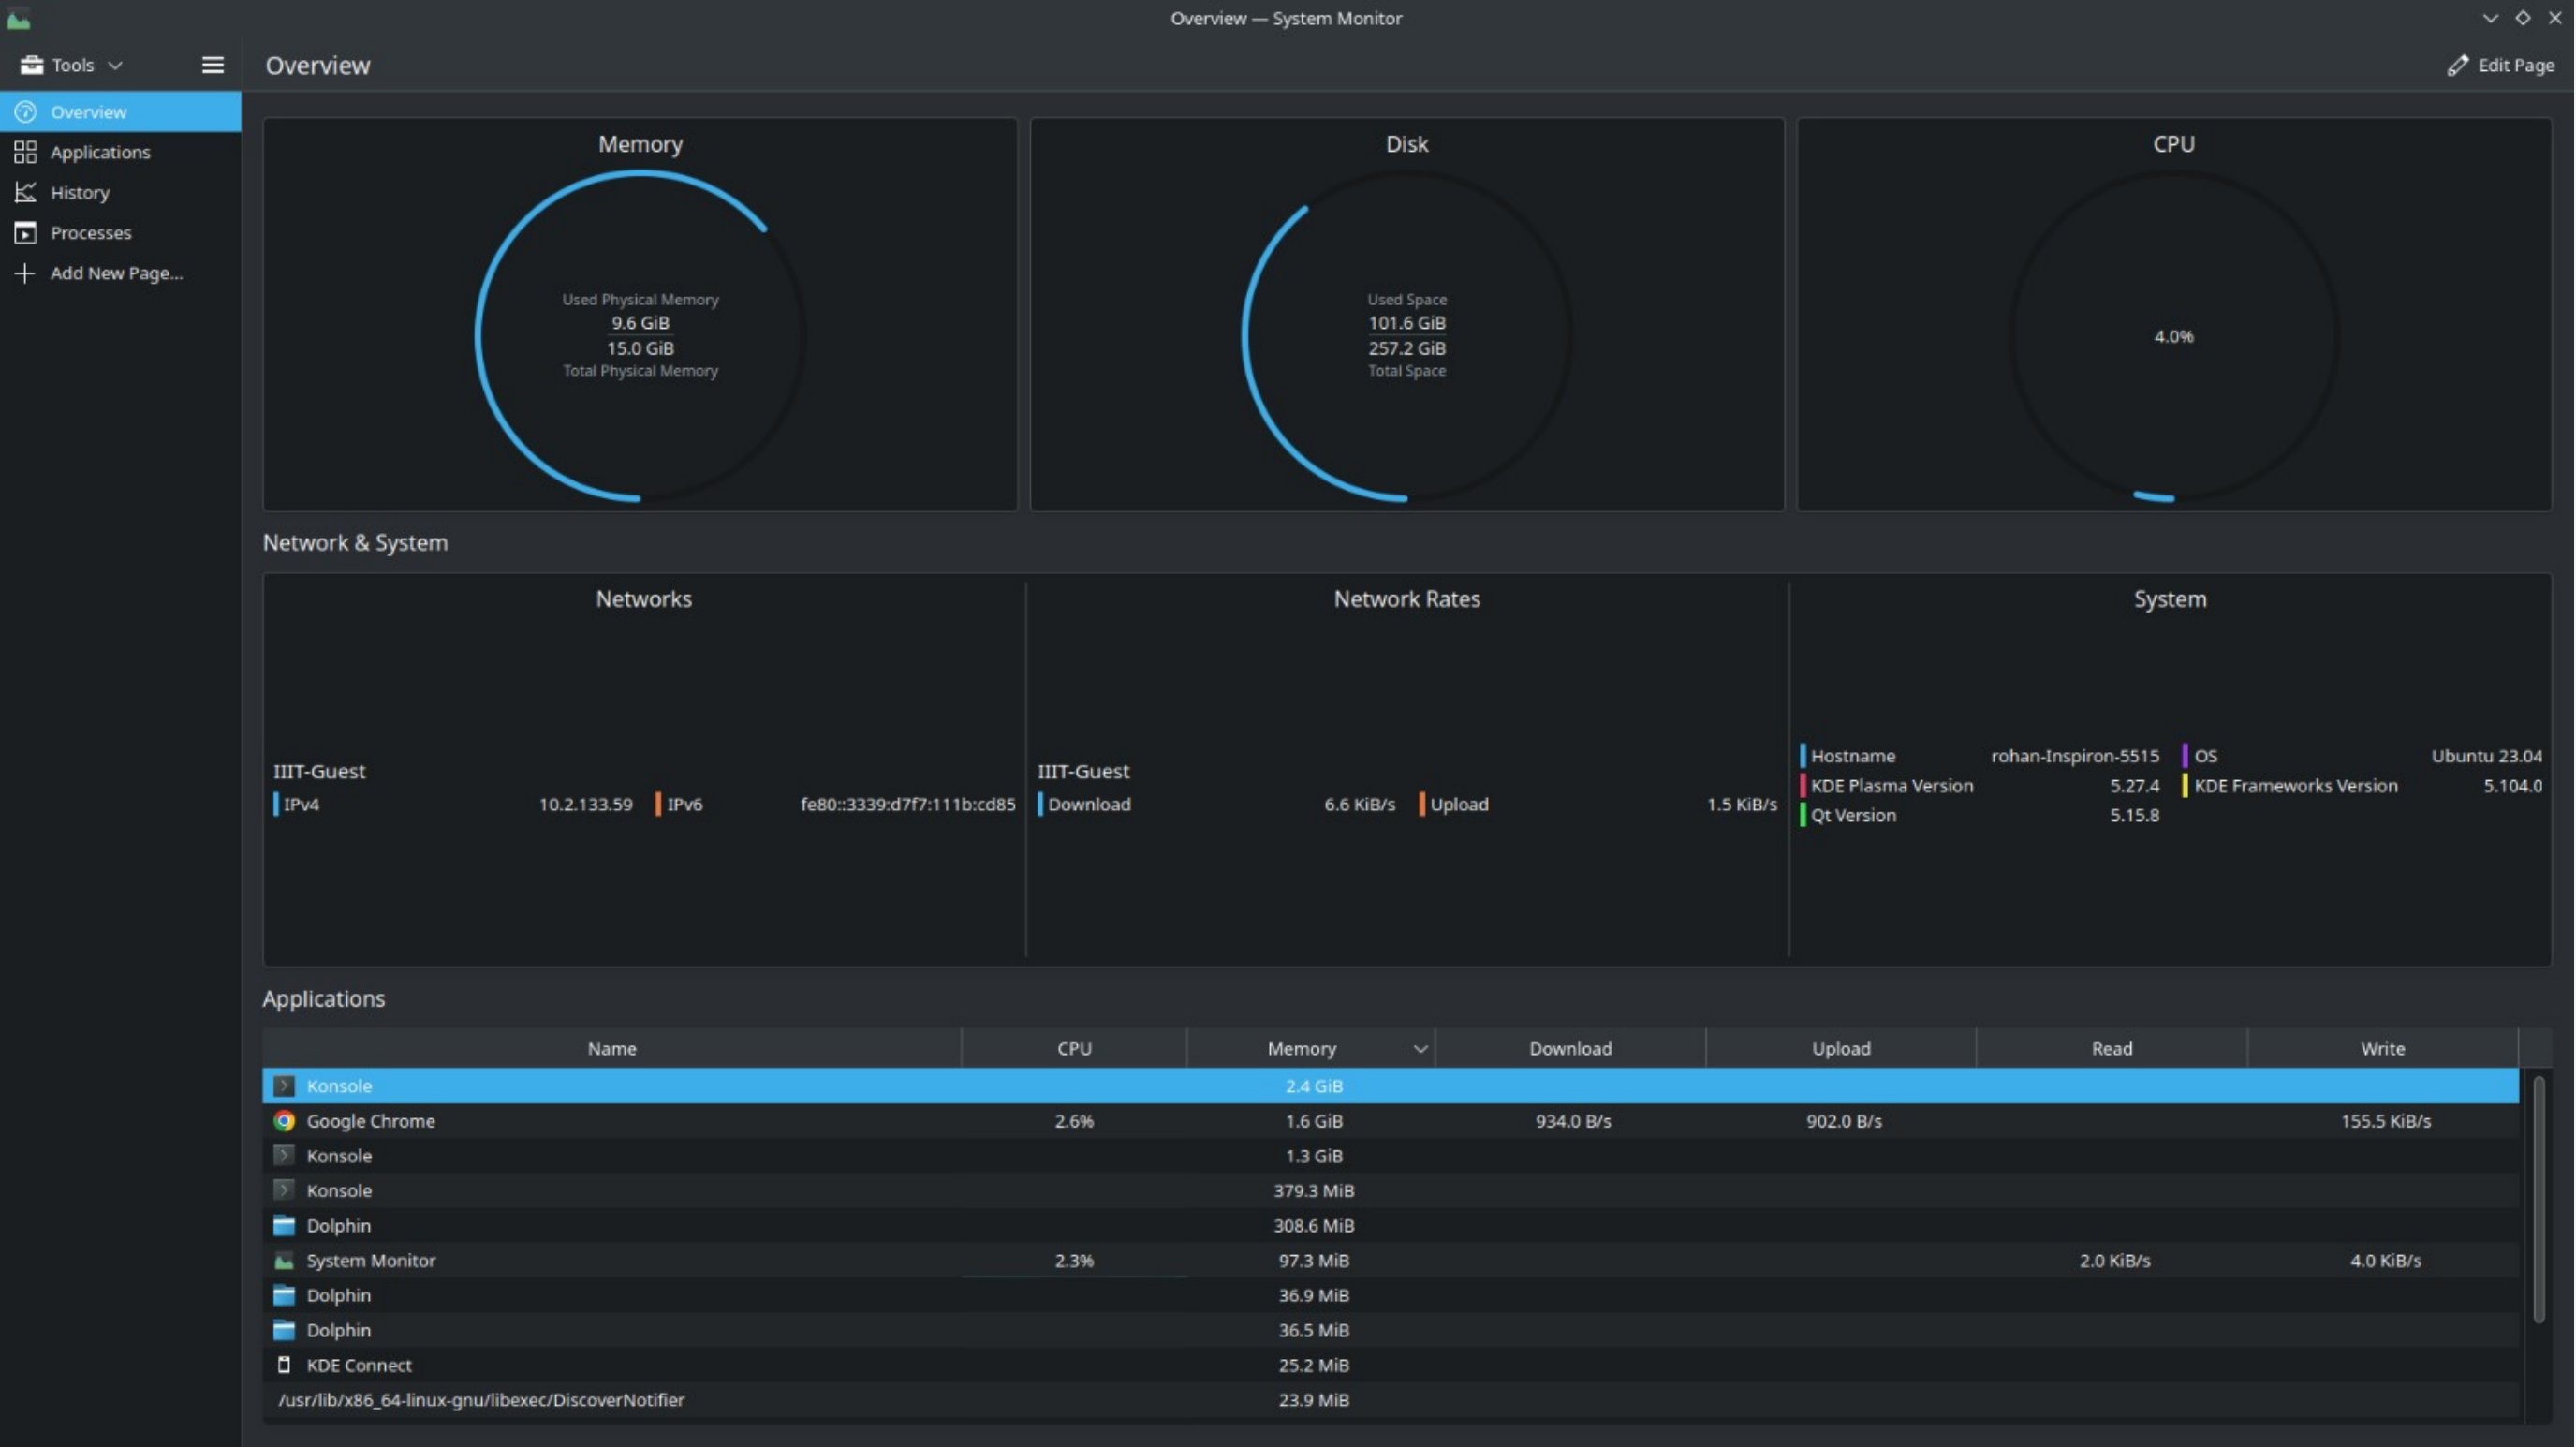 Overview — System Monitor
Tools
Overview
Edit Page
Overview
Applications
History
Processes
Add New Page...
Memory
Used Physical Memory
9.6 GiB
15.0 GiB
Total Physical Memory
Disk
Used Space
101.6 GiB
257.2 GiB
Total Space
CPU
4.0%
Network & System
Networks
IIIT-Guest
IPv4 10.2.133.59 IPv6 fe80::3339:d7f7:111b:cd85
Network Rates
IIIT-Guest
Download 6.6 KiB/s Upload 1.5 KiB/s
System
Hostname rohan-Inspiron-5515 OS Ubuntu 23.04
KDE Plasma Version 5.27.4 KDE Frameworks Version 5.104.0
Qt Version 5.15.8
Applications
Name CPU Memory Download Upload Read Write
Konsole 2.4 GiB
Google Chrome 2.6% 1.6 GiB 934.0 B/s 902.0 B/s 155.5 KiB/s
Konsole 1.3 GiB
Konsole 379.3 MiB
Dolphin 308.6 MiB
System Monitor 2.3% 97.3 MiB 2.0 KiB/s 4.0 KiB/s
Dolphin 36.9 MiB
Dolphin 36.5 MiB
KDE Connect 25.2 MiB
/usr/lib/x86_64-linux-gnu/libexec/DiscoverNotifier 23.9 MiB